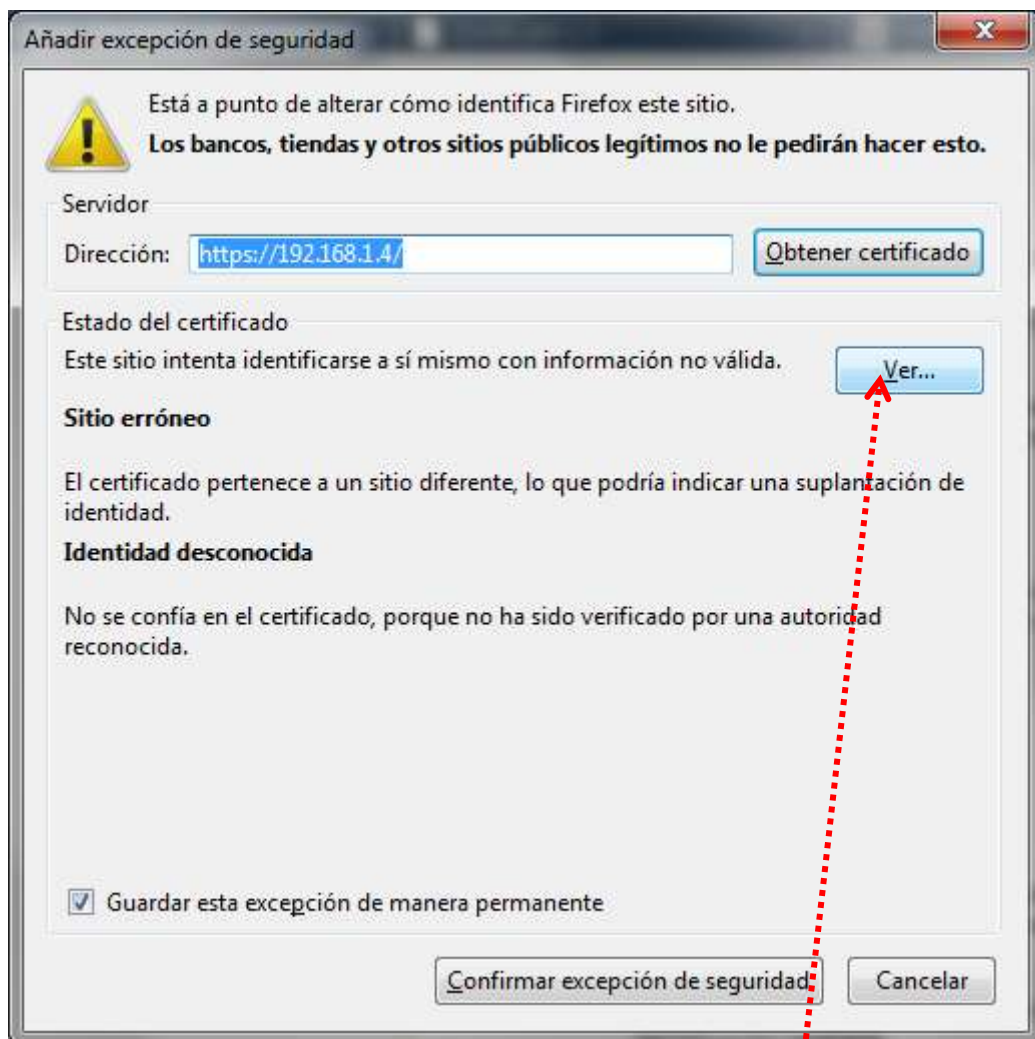 Añadir excepción de seguridad
Está a punto de alterar cómo identifica Firefox este sitio.
Los bancos, tiendas y otros sitios públicos legítimos no le pedirán hacer esto.
Servidor
Dirección: https://192.168.1.4/ Obtener certificado
Estado del certificado
Este sitio intenta identificarse a sí mismo con información no válida. Ver...
Sitio erróneo
El certificado pertenece a un sitio diferente, lo que podría indicar una suplantación de
identidad.
Identidad desconocida
No se confía en el certificado, porque no ha sido verificado por una autoridad
reconocida.
Guardar esta excepción de manera permanente
Confirmar excepción de seguridad Cancelar